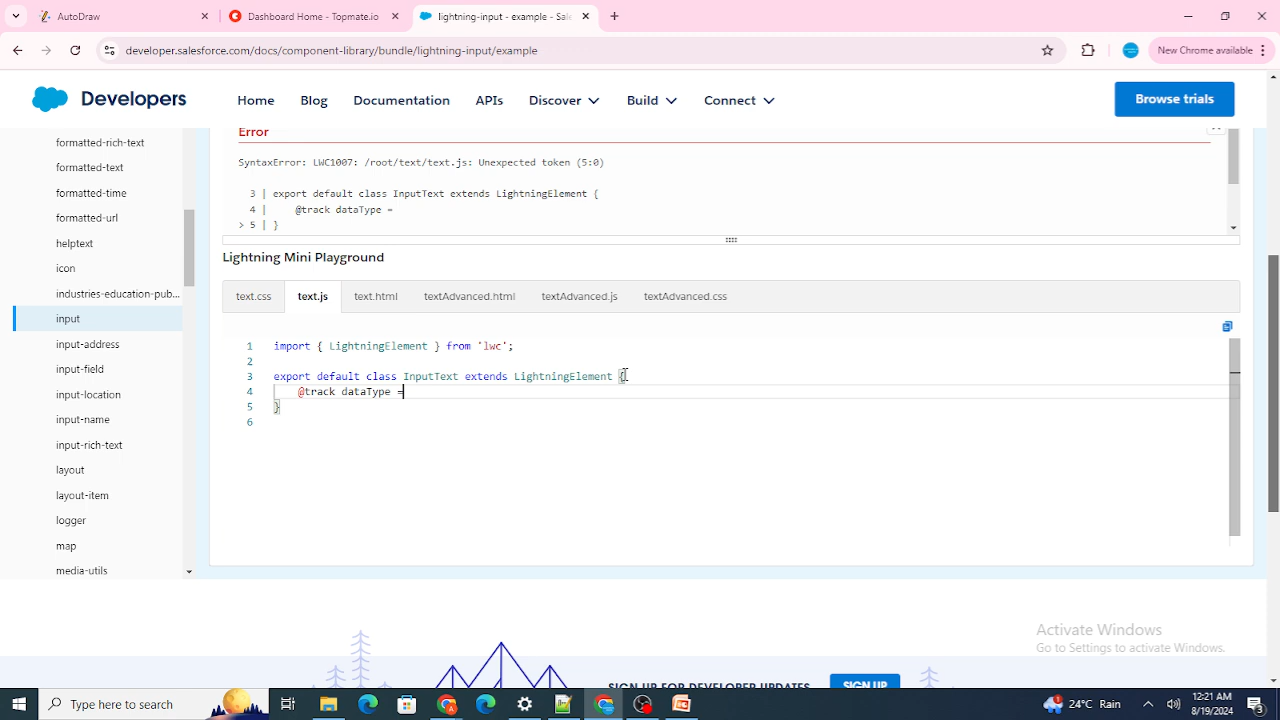 AutoDraw
Dashboard Home - Topmate.io
lightning-input - example - Sale
developer.salesforce.com/docs/component-library/bundle/lightning-input/example
New Chrome available
Developers
Home
Blog
Documentation
APIs
Discover
Build
Connect
Browse trials
formatted-rich-text
formatted-text
formatted-time
formatted-url
helptext
icon
industries-education-pub...
input
input-address
input-field
input-location
input-name
input-rich-text
layout
layout-item
logger
map
media-utils
Error
SyntaxError: LWC1007: /root/text/text.js: Unexpected token (5:0)
3 | export default class InputText extends LightningElement {
4 | @track dataType =
> 5 | }
Lightning Mini Playground
text.css
text.js
text.html
textAdvanced.html
textAdvanced.js
textAdvanced.css
1 import { LightningElement } from 'lwc';
2
3 export default class InputText extends LightningElement {
4 @track dataType =
5 }
6
Activate Windows
Go to Settings to activate Windows.
SIGN UP FOR DEVELOPER UPDATES
SIGN UP
Type here to search
24°C Rain
12:21 AM
8/19/2024